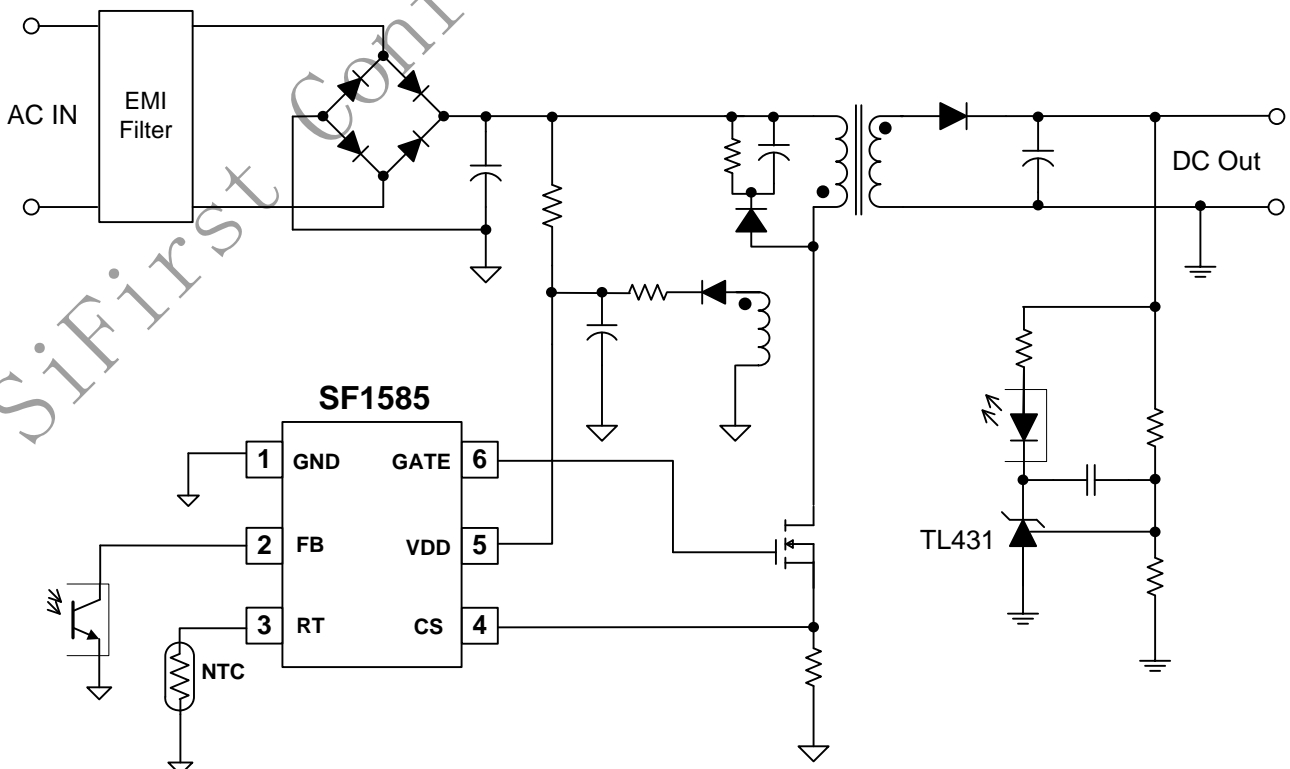 AC IN
EMI
Filter
DC Out
SiFirst Conf
SF1585
1 GND GATE 6
2 FB VDD 5
3 RT CS 4
NTC
TL431